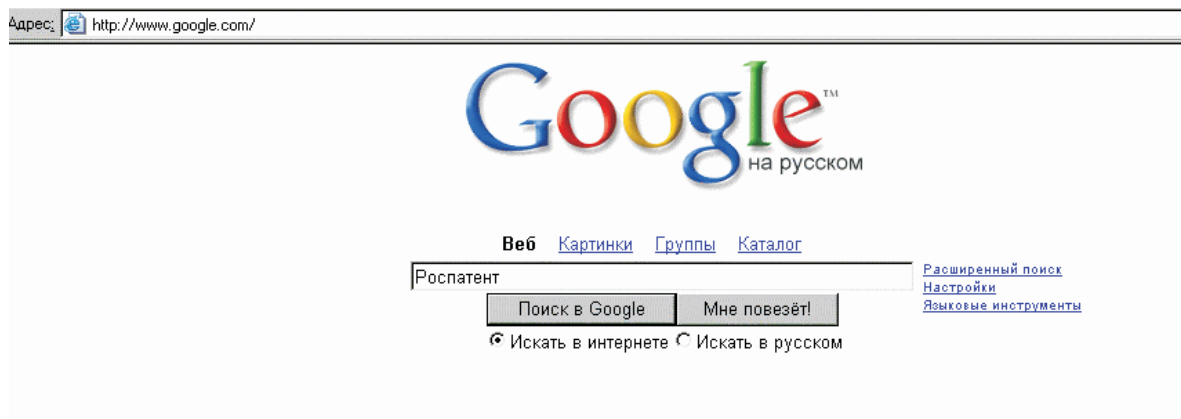 Адрес: http://www.google.com/
Google™
на русском
Веб Картинки Группы Каталог
Роспатент
Расширенный поиск
Настройки
Языковые инструменты
Поиск в Google Мне повезёт!
Искать в интернете Искать в русском